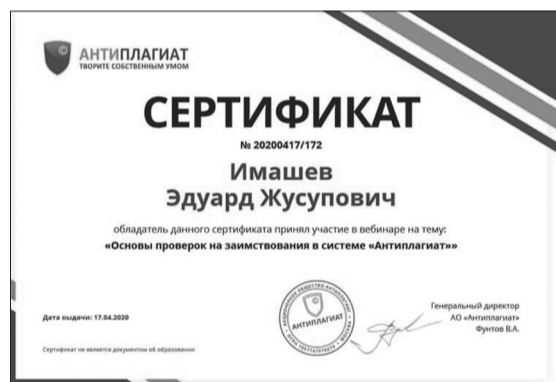 АНТИПЛАГИАТ
ТВОРИТЕ СОБСТВЕННЫМ УМОМ
СЕРТИФИКАТ
№ 20200417/172
Имашев
Эдуард Жусупович
обладатель данного сертификата принял участие в вебинаре на тему:
«Основы проверок на заимствования в системе «Антиплагиат»»
Генеральный директор
АО «Антиплагиат»
Фунтов В.А.
Дата выдачи: 17.04.2020
АНТИПЛАГИАТ
Сертификат не является документом об образовании